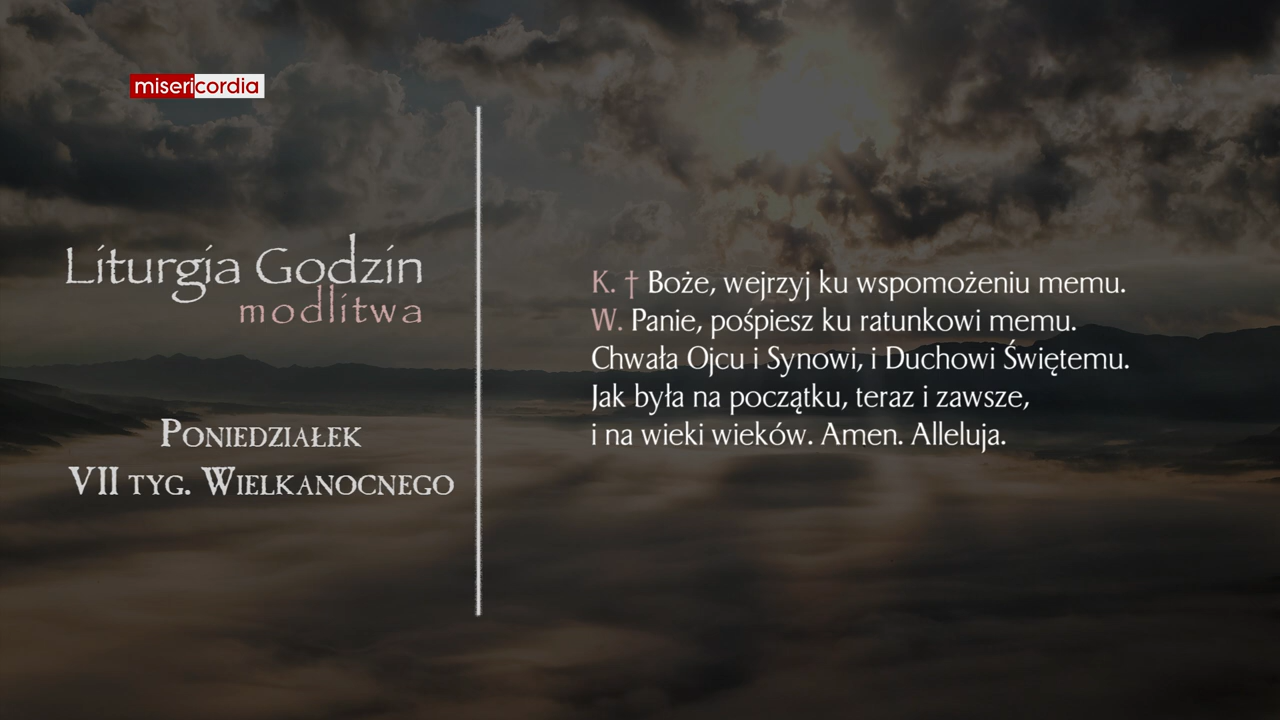 misericordia
Liturgia Godzin
modlitwa
Poniedziałek
VII tyg. Wielkanocnego
K. † Boże, wejrzyj ku wspomożeniu memu.
W. Panie, pośpiesz ku ratunkowi memu.
Chwała Ojcu i Synowi, i Duchowi Świętemu.
Jak była na początku, teraz i zawsze,
i na wieki wieków. Amen. Alleluja.